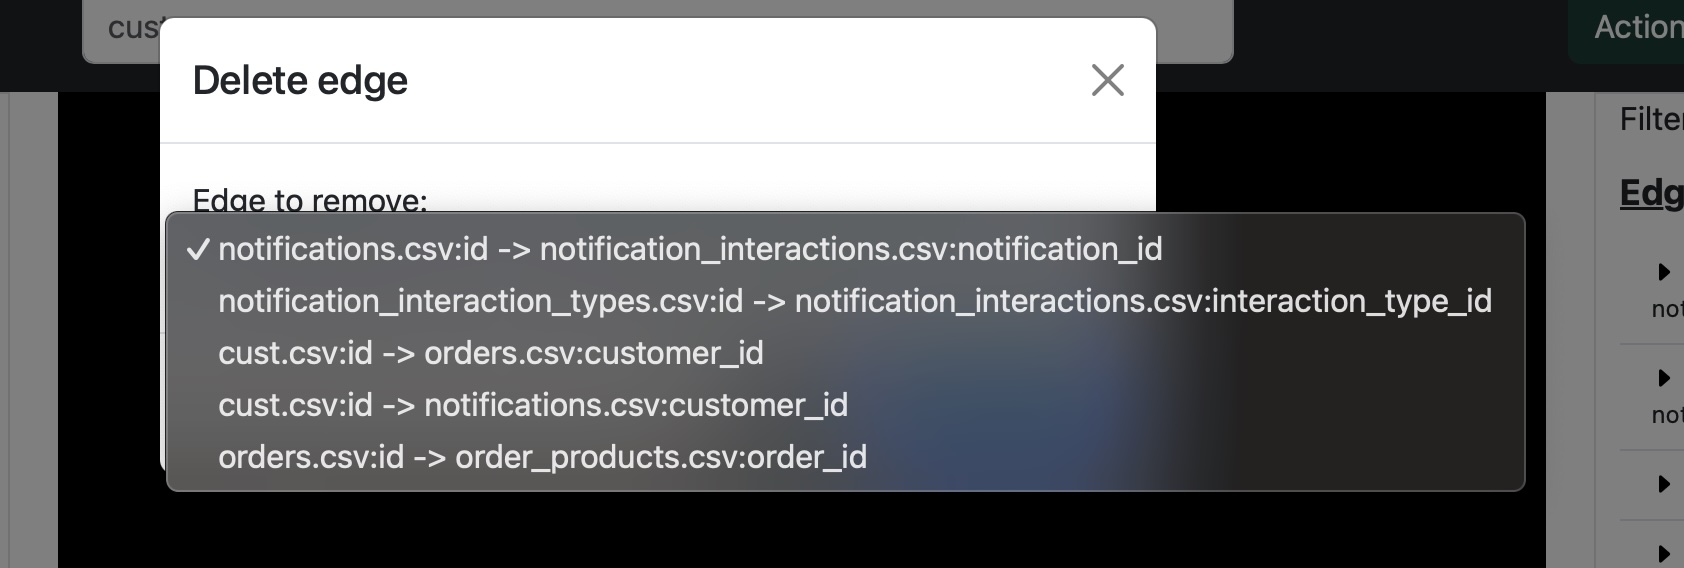 cus
Action
Delete edge
Filte
Edge to remove:
Edg
✓ notifications.csv:id -> notification_interactions.csv:notification_id
notification_interaction_types.csv:id -> notification_interactions.csv:interaction_type_id
not
cust.csv:id -> orders.csv:customer_id
cust.csv:id -> notifications.csv:customer_id
not
orders.csv:id -> order_products.csv:order_id